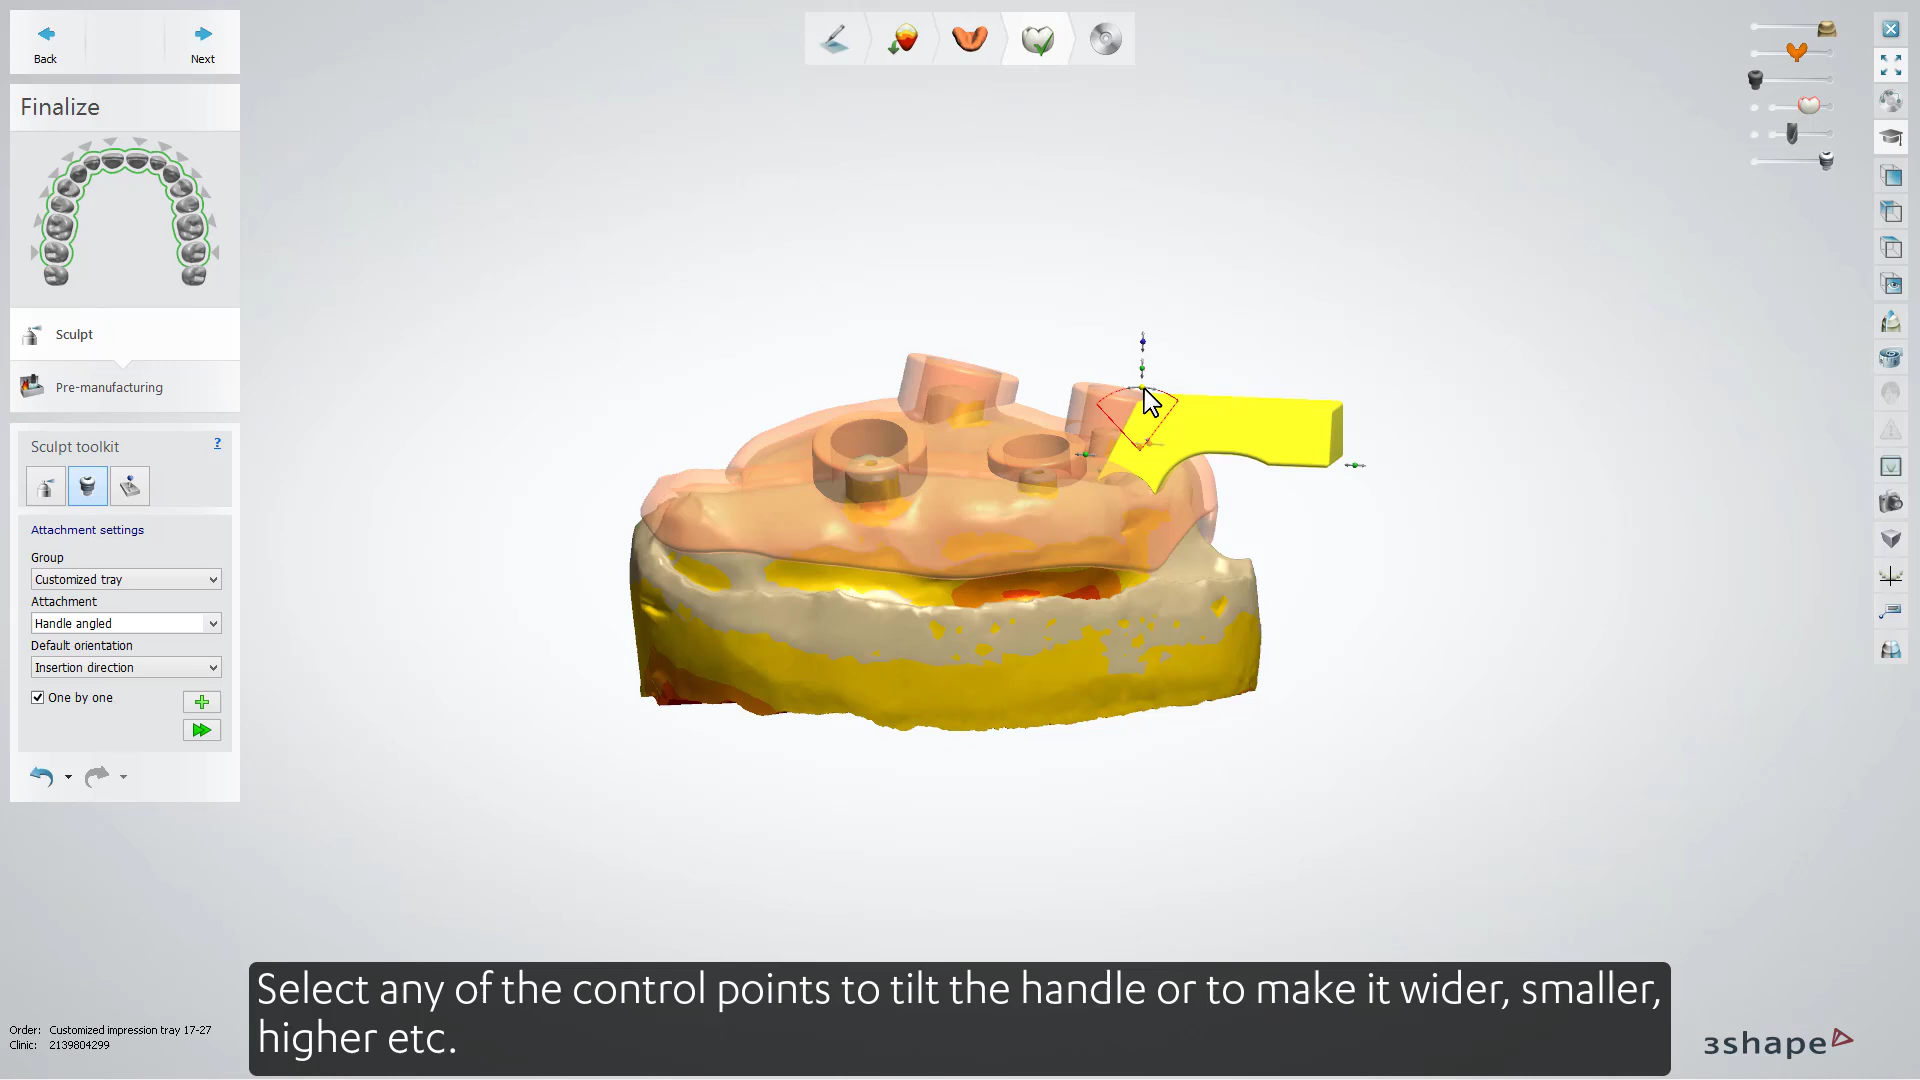 Back
Next
Finalize
Sculpt
Pre-manufacturing
Sculpt toolkit
?
Attachment settings
Group
Customized tray
Attachment
Handle angled
Default orientation
Insertion direction
One by one
Select any of the control points to tilt the handle or to make it wider, smaller,
higher etc.
Order: Customized impression tray 17-27
Clinic: 2139804299
3shape